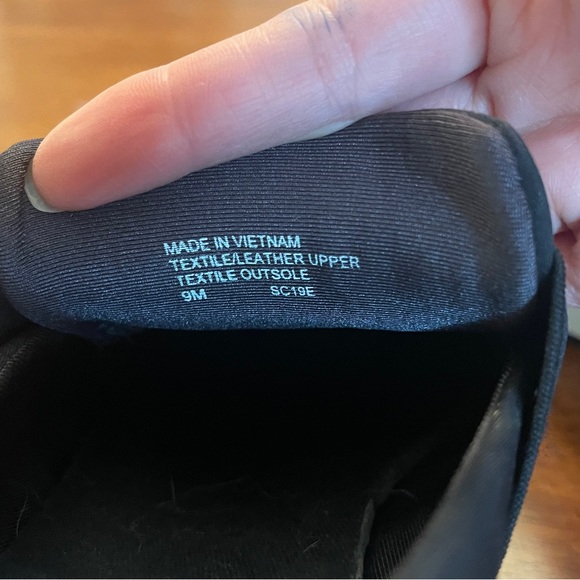 MADE IN VIETNAM
TEXTILE/LEATHER UPPER
TEXTILE OUTSOLE
9M SC19E